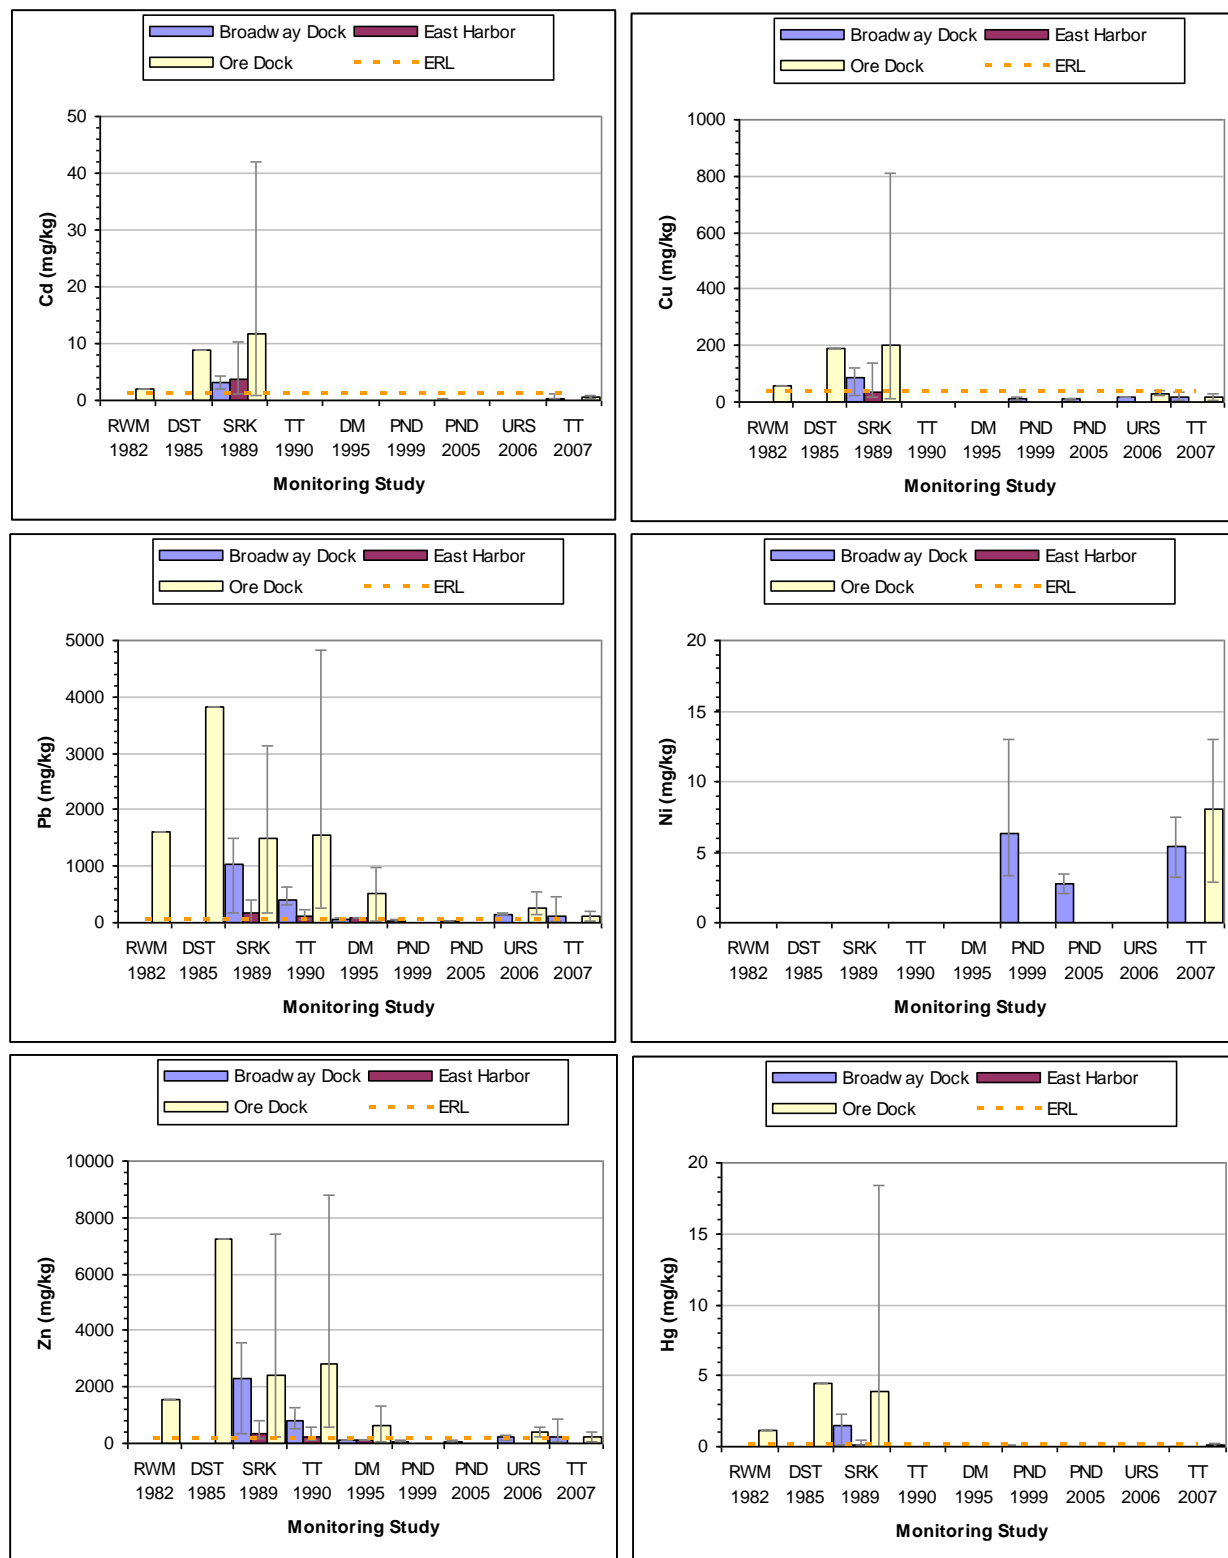 Broadway Dock East Harbor
Ore Dock ERL
50
40
30
20
10
0
Cd (mg/kg)
RWM DST SRK TT DM PND PND URS TT
1982 1985 1989 1990 1995 1999 2005 2006 2007
Monitoring Study
Broadway Dock East Harbor
Ore Dock ERL
1000
800
600
400
200
0
Cu (mg/kg)
RWM DST SRK TT DM PND PND URS TT
1982 1985 1989 1990 1995 1999 2005 2006 2007
Monitoring Study
Broadway Dock East Harbor
Ore Dock ERL
5000
4000
3000
2000
1000
0
Pb (mg/kg)
RWM DST SRK TT DM PND PND URS TT
1982 1985 1989 1990 1995 1999 2005 2006 2007
Monitoring Study
Broadway Dock East Harbor
Ore Dock ERL
20
15
10
5
0
Ni (mg/kg)
RWM DST SRK TT DM PND PND URS TT
1982 1985 1989 1990 1995 1999 2005 2006 2007
Monitoring Study
Broadway Dock East Harbor
Ore Dock ERL
10000
8000
6000
4000
2000
0
Zn (mg/kg)
RWM DST SRK TT DM PND PND URS TT
1982 1985 1989 1990 1995 1999 2005 2006 2007
Monitoring Study
Broadway Dock East Harbor
Ore Dock ERL
20
15
10
5
0
Hg (mg/kg)
RWM DST SRK TT DM PND PND URS TT
1982 1985 1989 1990 1995 1999 2005 2006 2007
Monitoring Study